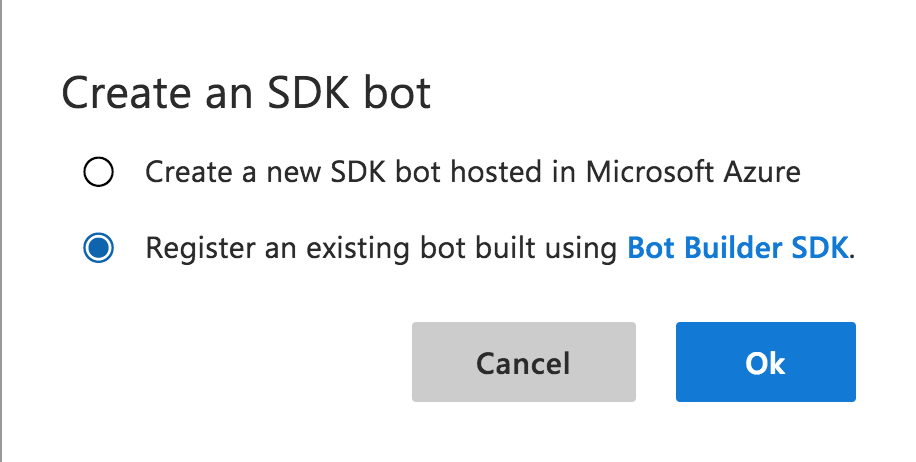 Create an SDK bot
Create a new SDK bot hosted in Microsoft Azure
Register an existing bot built using Bot Builder SDK.
Cancel
Ok